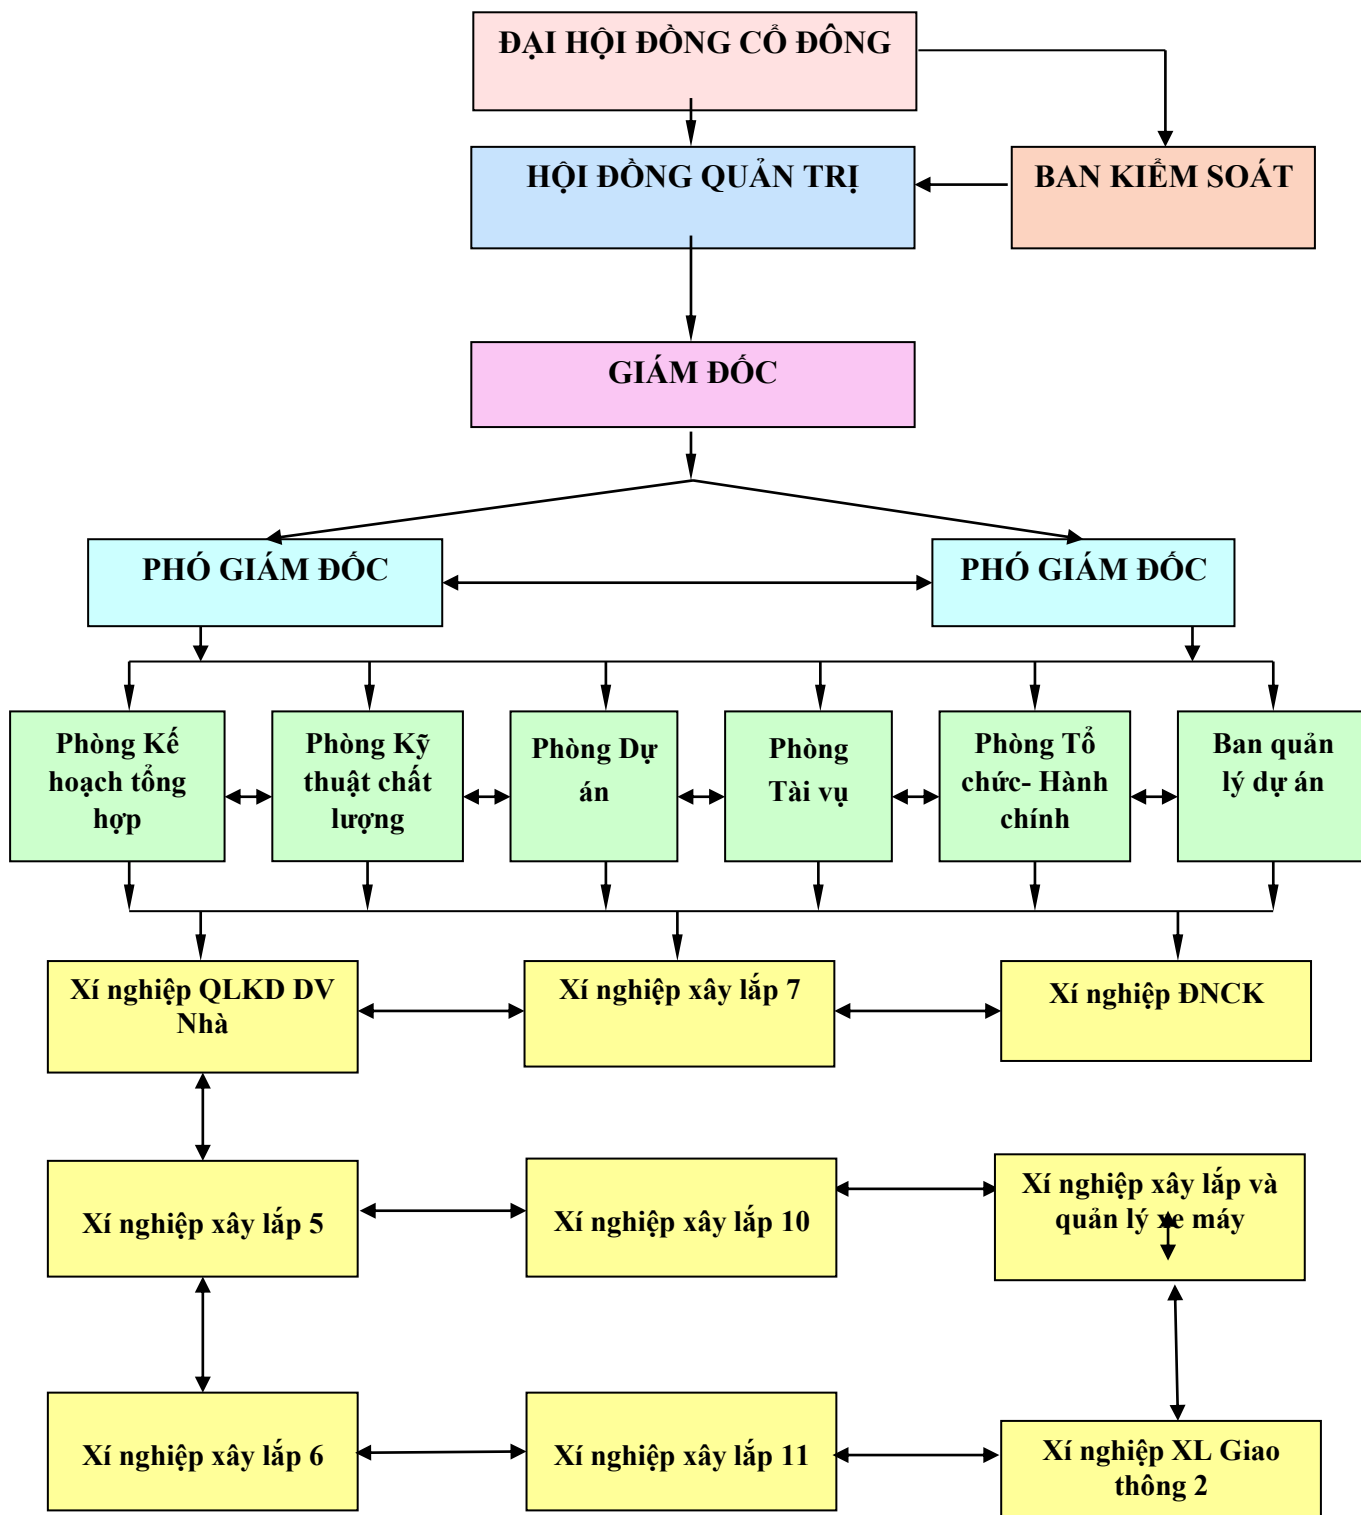 ĐẠI HỘI ĐỒNG CỔ ĐÔNG
HỘI ĐỒNG QUẢN TRỊ
BAN KIỂM SOÁT
GIÁM ĐỐC
PHÓ GIÁM ĐỐC
PHÓ GIÁM ĐỐC
Phòng Kế
hoạch tổng
hợp
Phòng Kỹ
thuật chất
lượng
Phòng Dự
án
Phòng
Tài vụ
Phòng Tổ
chức- Hành
chính
Ban quản
lý dự án
Xí nghiệp QLKD DV
Nhà
Xí nghiệp xây lắp 7
Xí nghiệp ĐNCK
Xí nghiệp xây lắp 5
Xí nghiệp xây lắp 10
Xí nghiệp xây lắp và
quản lý xe máy
Xí nghiệp xây lắp 6
Xí nghiệp xây lắp 11
Xí nghiệp XL Giao
thông 2